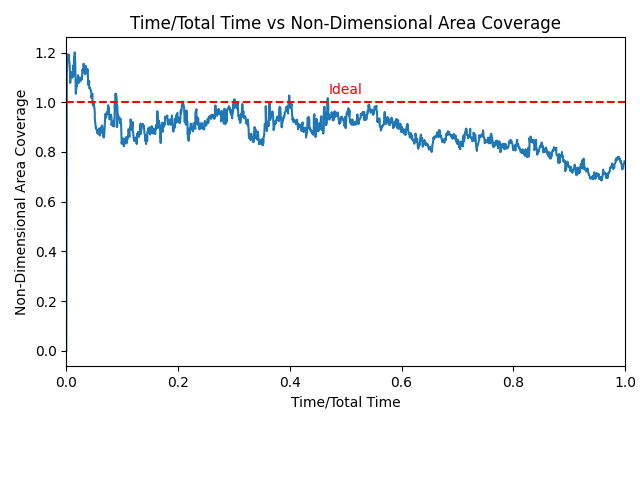 Time/Total Time vs Non-Dimensional Area Coverage
Non-Dimensional Area Coverage
1.2
1.0
0.8
0.6
0.4
0.2
0.0
Ideal
0.0 0.2 0.4 0.6 0.8 1.0
Time/Total Time